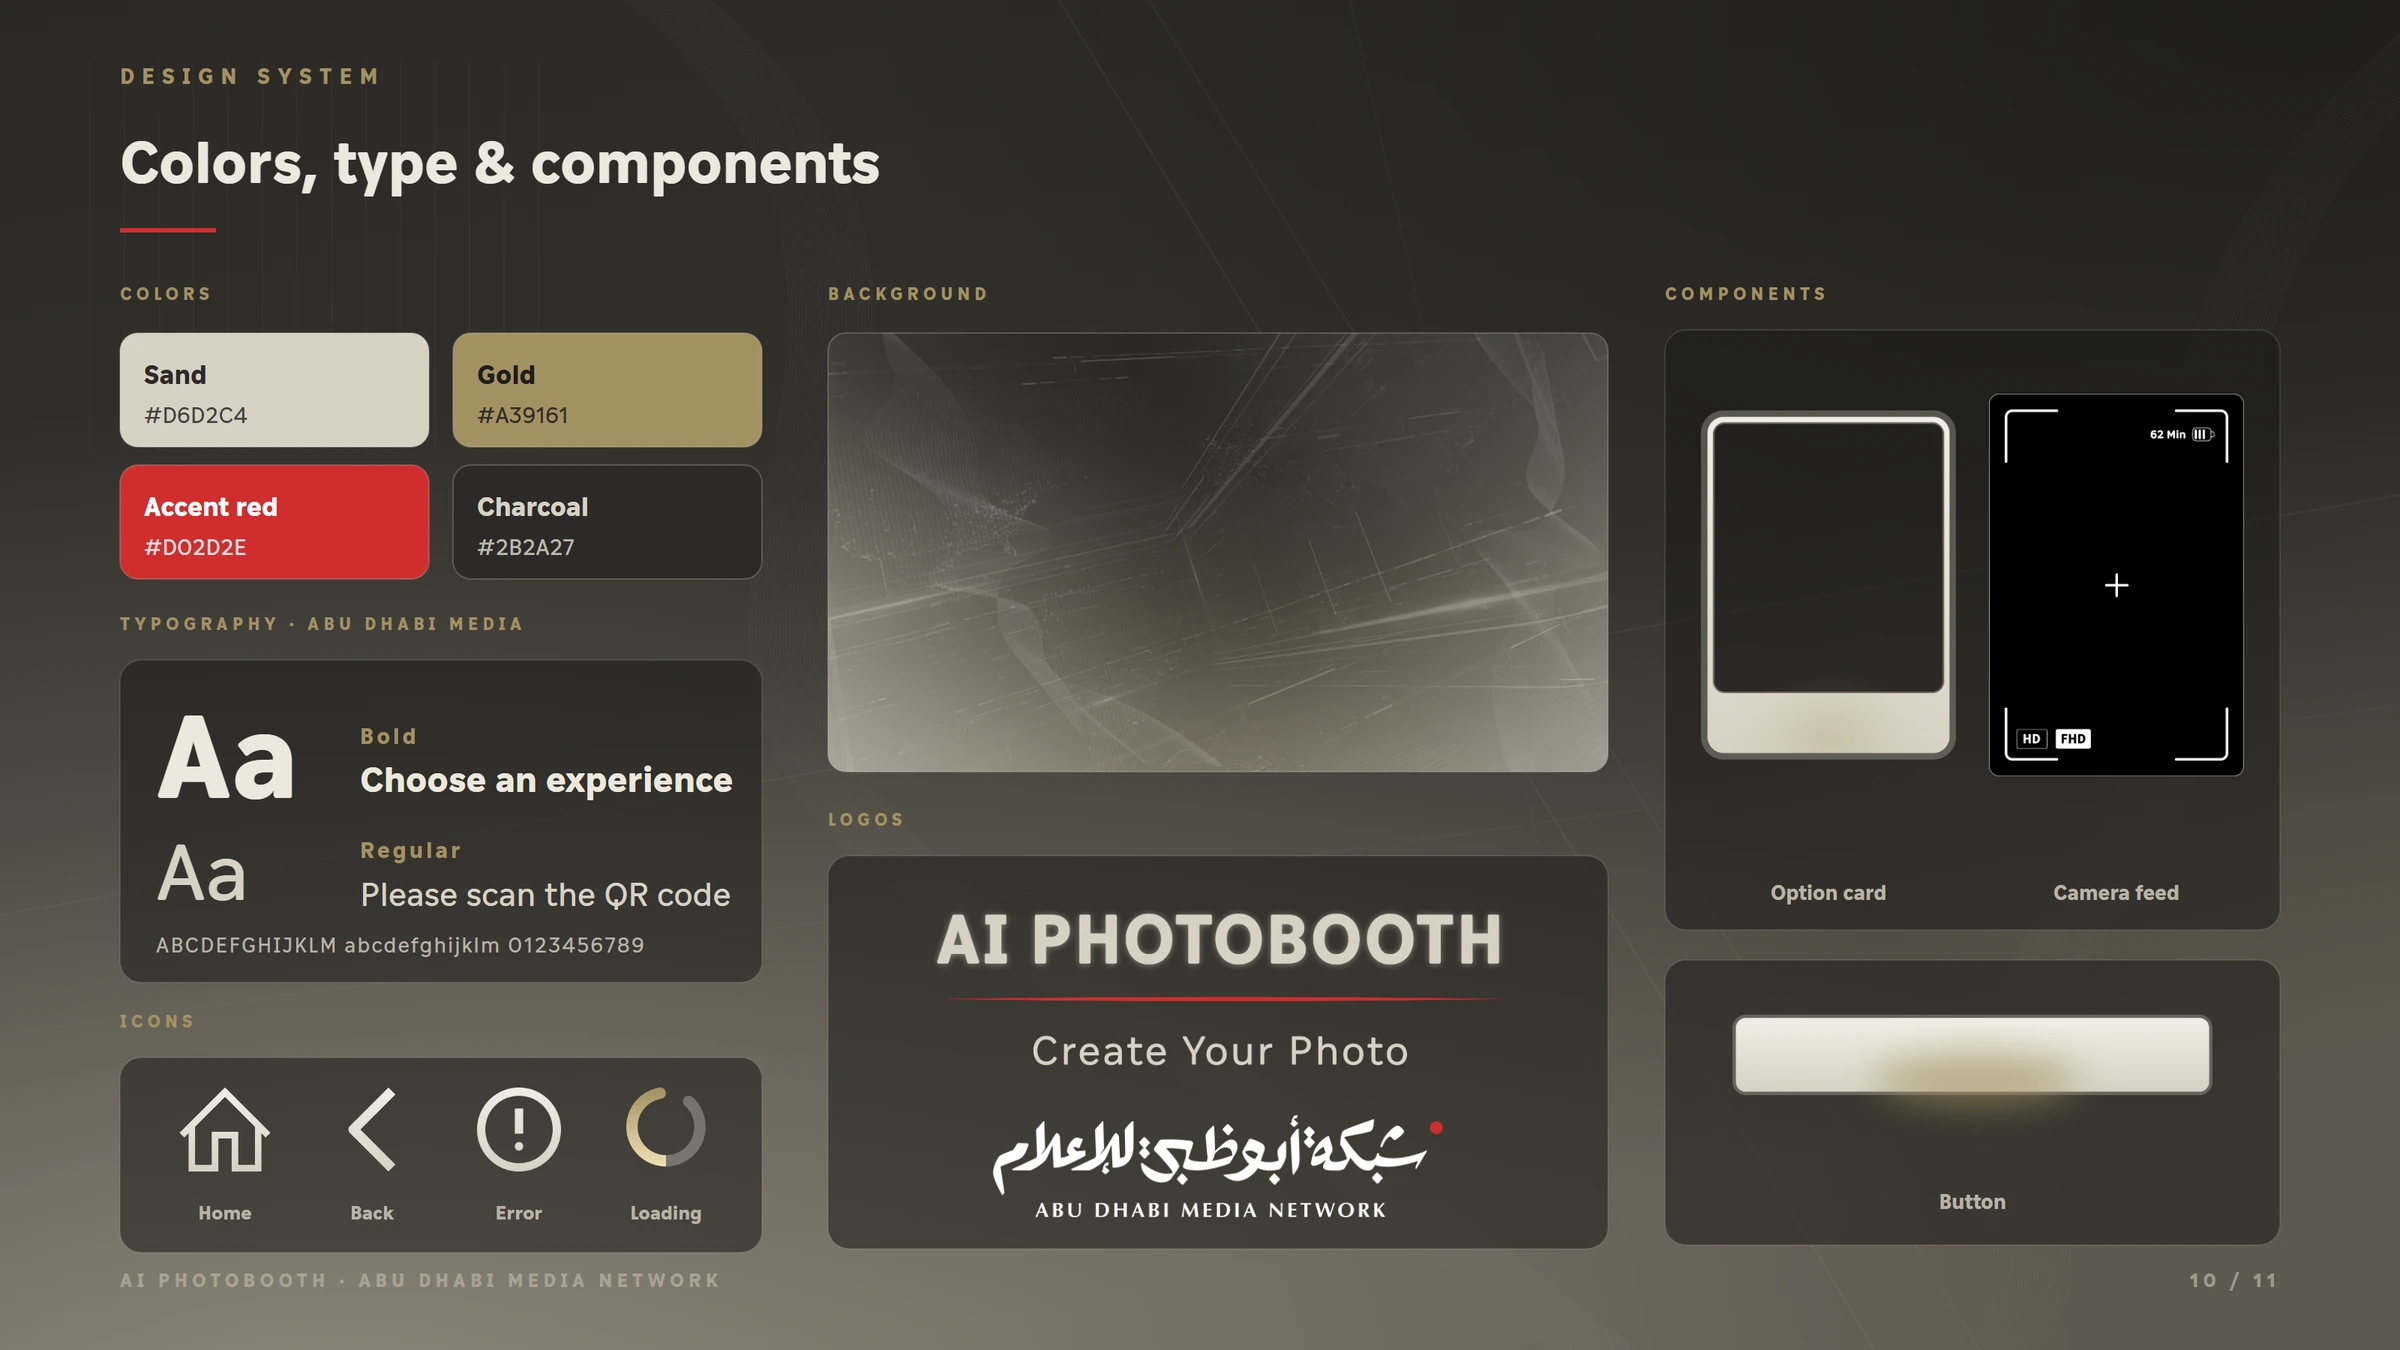 DESIGN SYSTEM
Colors, type & components
COLORS
Sand
#D6D2C4
Gold
#A39161
Accent red
#D02D2E
Charcoal
#2B2A27
TYPOGRAPHY · ABU DHABI MEDIA
Aa
Bold
Choose an experience
Aa
Regular
Please scan the QR code
ABCDEFGHIJKLM abcdefghijklm 0123456789
ICONS
Home
Back
Error
Loading
BACKGROUND
LOGOS
AI PHOTOBOOTH
Create Your Photo
شبكة أبوظبي للإعلام
ABU DHABI MEDIA NETWORK
COMPONENTS
62 Min
HD
FHD
Option card
Camera feed
Button
AI PHOTOBOOTH · ABU DHABI MEDIA NETWORK
10 / 11